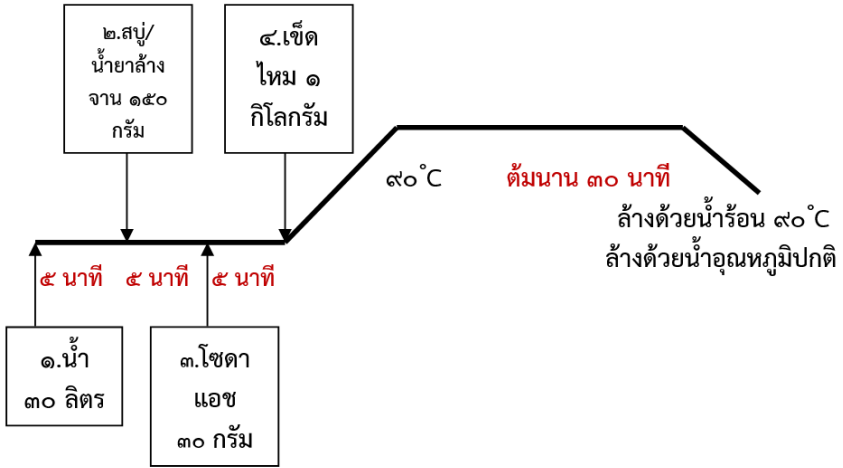 ๒.สบู่/
น้ำยาล้าง
จาน ๑๕๐
กรัม
๔.เข็ด
ไหม ๑
กิโลกรัม
๙๐ ํC
ต้มนาน ๓๐ นาที
ล้างด้วยน้ำร้อน ๙๐ ํC
ล้างด้วยน้ำอุณหภูมิปกติ
๕ นาที
๕ นาที
๕ นาที
๑.น้ำ
๓๐ ลิตร
๓.โซดา
แอช
๓๐ กรัม